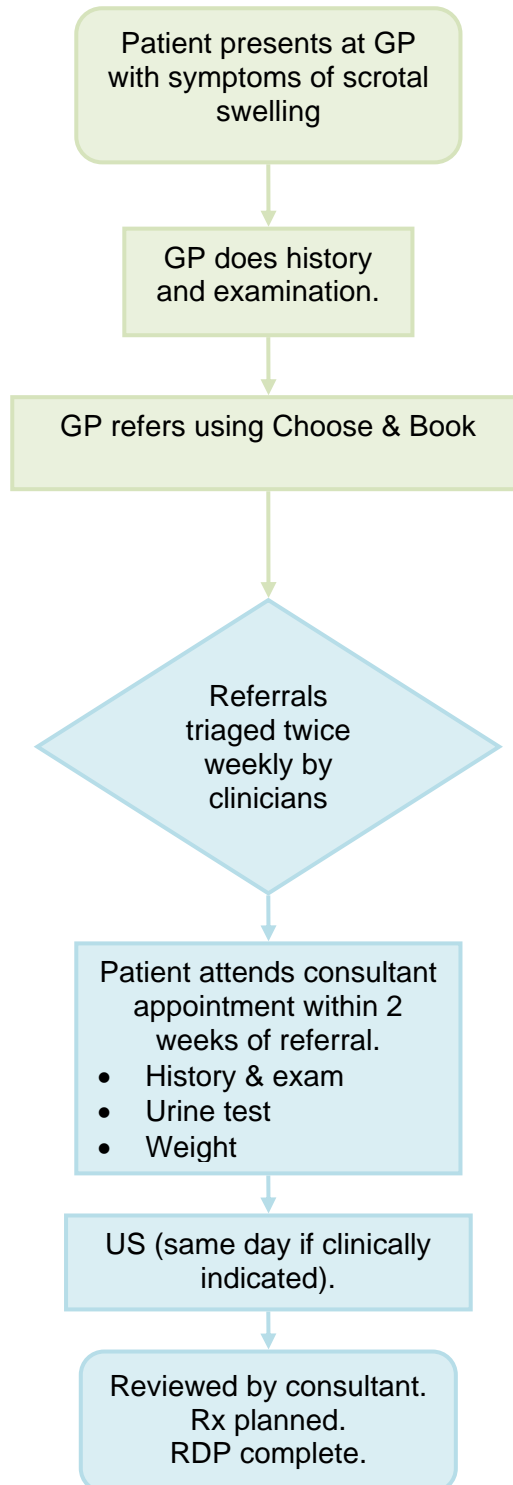 Patient presents at GP
with symptoms of scrotal
swelling
GP does history
and examination.
GP refers using Choose & Book
Referrals
triaged twice
weekly by
clinicians
Patient attends consultant
appointment within 2
weeks of referral.
• History & exam
• Urine test
• Weight
US (same day if clinically
indicated).
Reviewed by consultant.
Rx planned.
RDP complete.